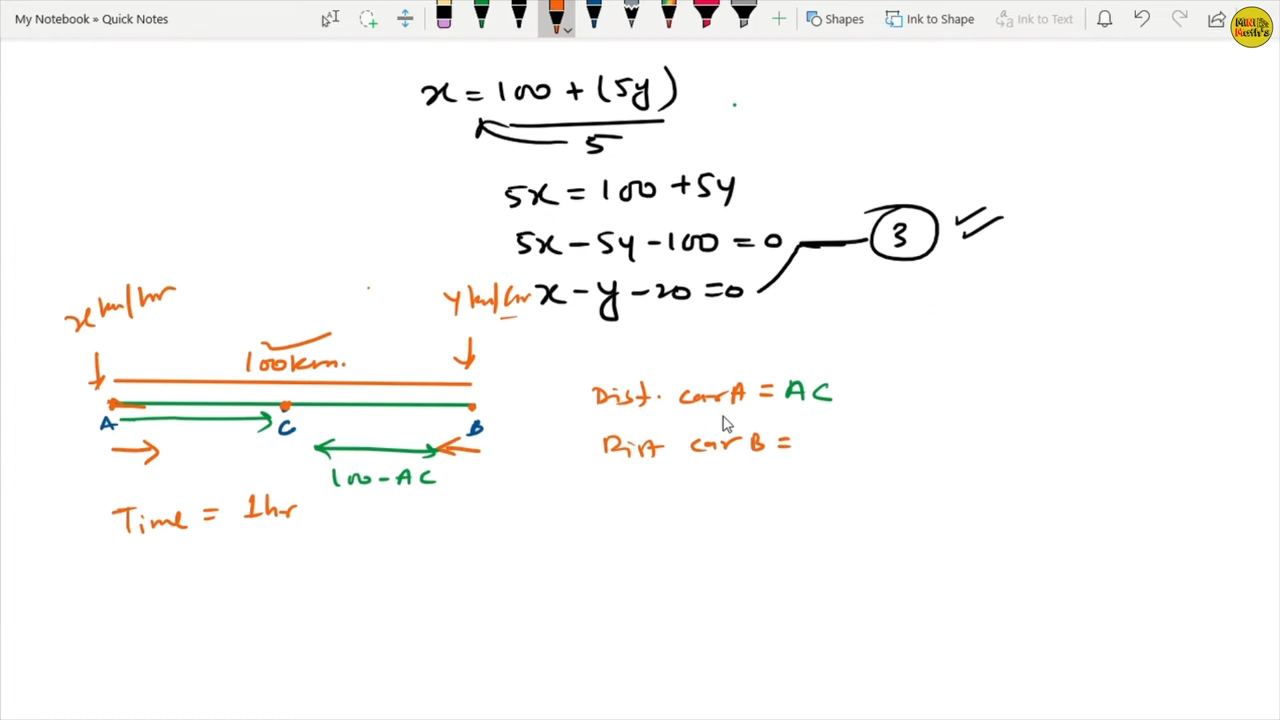 My Notebook » Quick Notes
Shapes
Ink to Shape
Ink to Text
MINI Math's
x = 100 + (5y)
5
5x = 100 + 5y
5x - 5y - 100 = 0
3
x - y - 20 = 0
x km/hr
y km/hr
100km.
A
C
B
100 - AC
Time = 1hr
Dist. car A = AC
Dist car B =